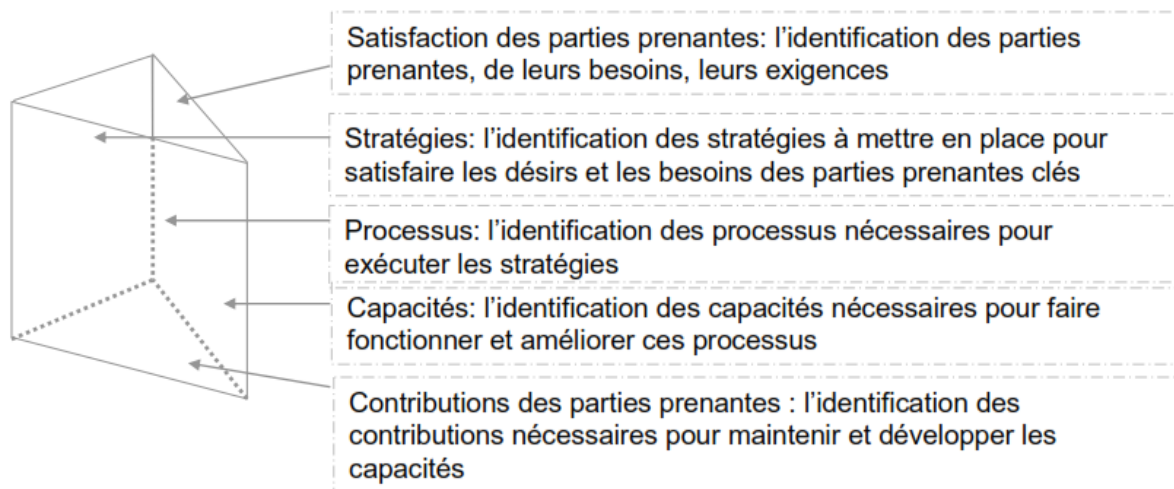 Satisfaction des parties prenantes: l'identification des parties
prenantes, de leurs besoins, leurs exigences
Stratégies: l'identification des stratégies à mettre en place pour
satisfaire les désirs et les besoins des parties prenantes clés
Processus: l'identification des processus nécessaires pour
exécuter les stratégies
Capacités: l'identification des capacités nécessaires pour faire
fonctionner et améliorer ces processus
Contributions des parties prenantes : l'identification des
contributions nécessaires pour maintenir et développer les
capacités